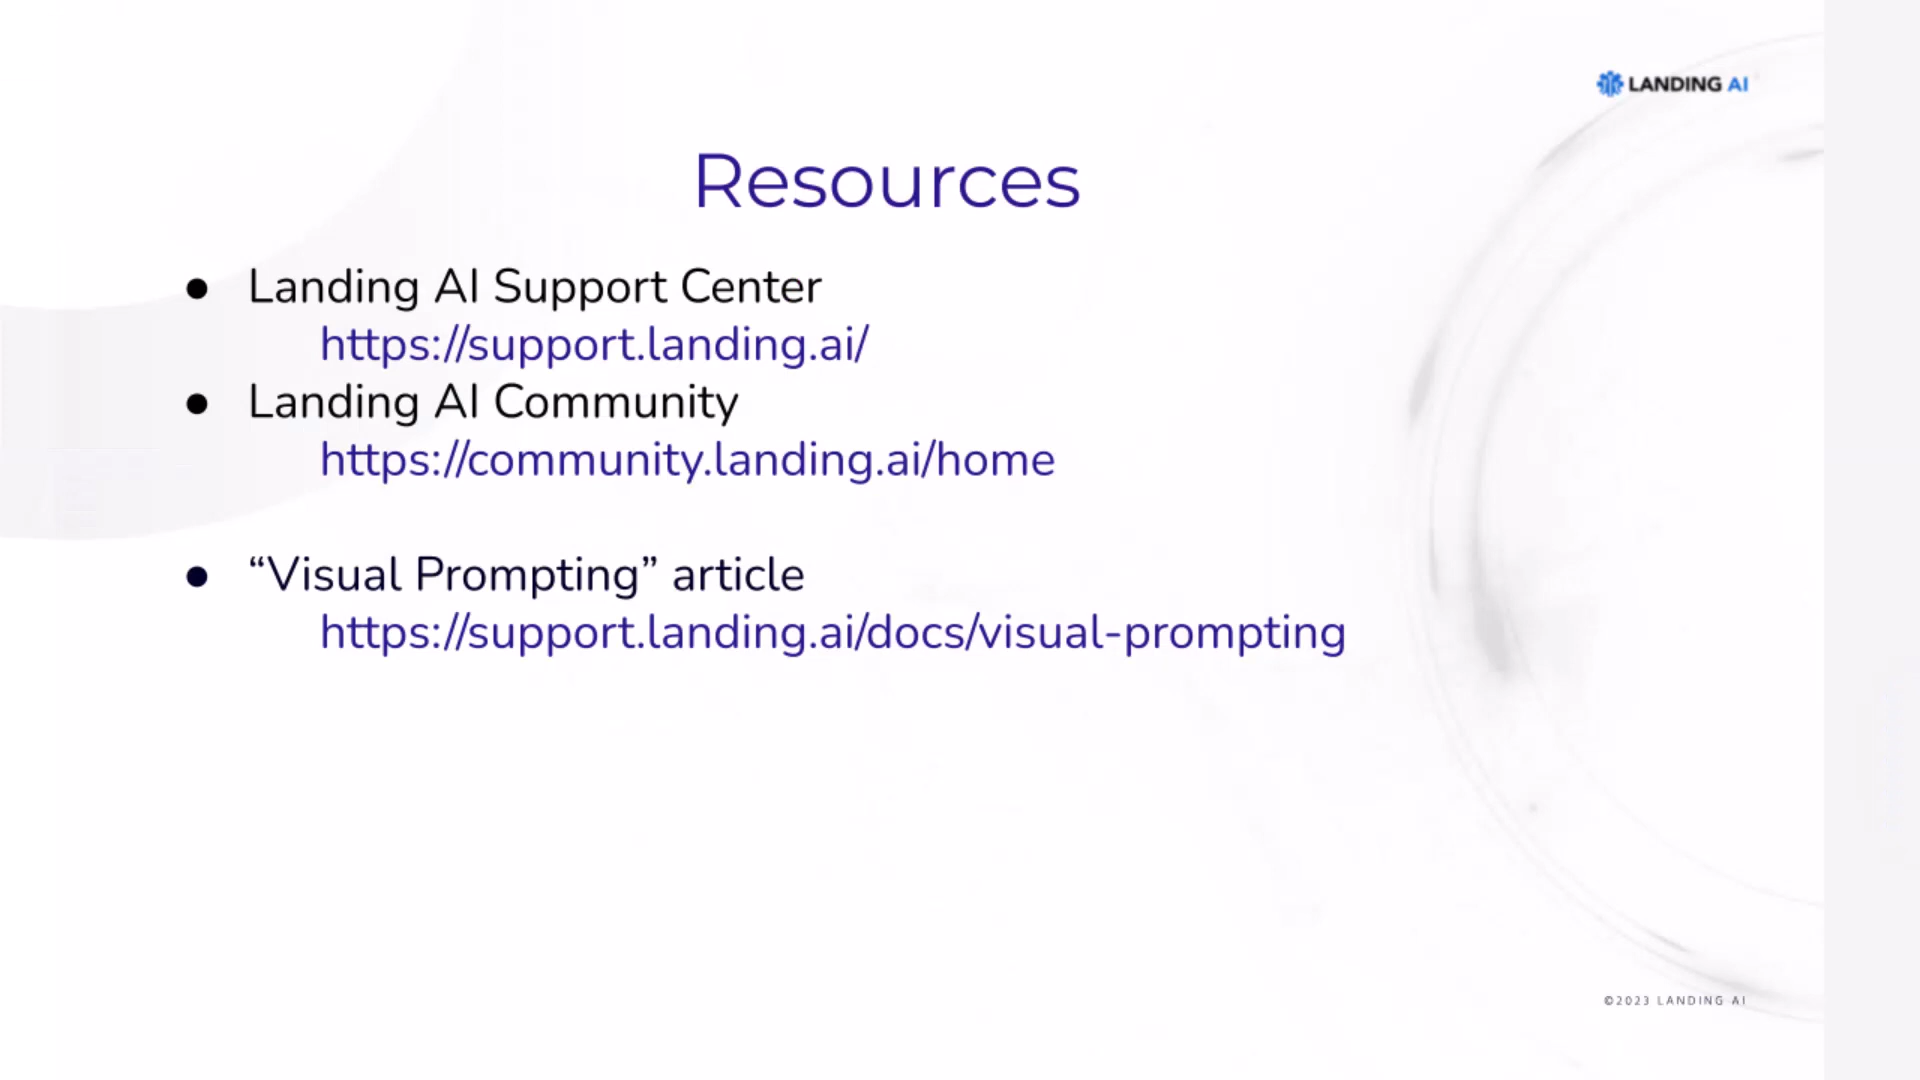 LANDING AI
Resources
● Landing AI Support Center
https://support.landing.ai/
● Landing AI Community
https://community.landing.ai/home
● “Visual Prompting” article
https://support.landing.ai/docs/visual-prompting
©2023 LANDING AI